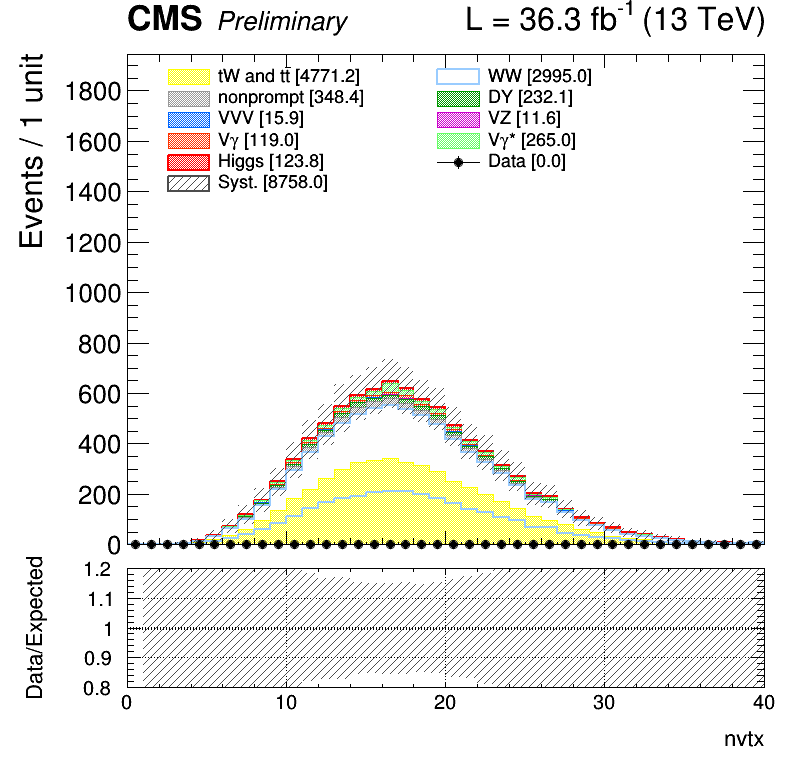 CMS Preliminary L = 36.3 fb⁻¹ (13 TeV)
Events / 1 unit
1800
1600
1400
1200
1000
800
600
400
200
0
tW and tt̄ [4771.2]
nonprompt [348.4]
VVV [15.9]
Vγ [119.0]
Higgs [123.8]
Syst. [8758.0]
WW [2995.0]
DY [232.1]
VZ [11.6]
Vγ* [265.0]
Data [0.0]
Data/Expected
1.2
1.1
1
0.9
0.8
0 10 20 30 40
nvtx